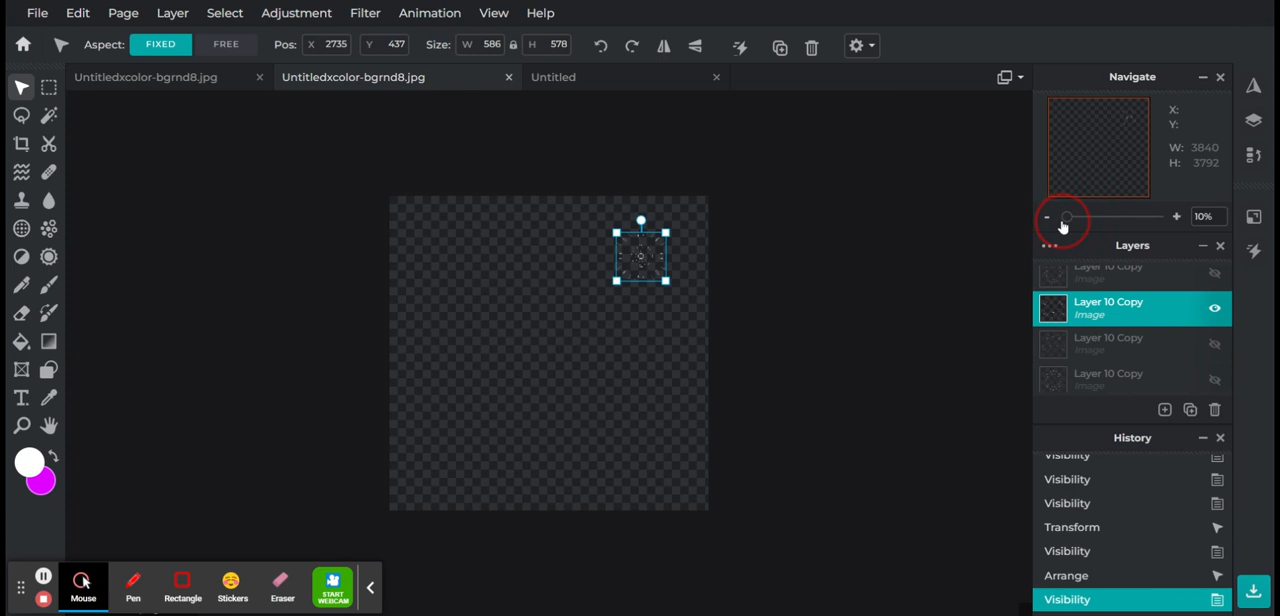 File Edit Page Layer Select Adjustment Filter Animation View Help
Aspect: FIXED FREE Pos: X 2735 Y 437 Size: W 586 H 578
Untitledxcolor-bgrnd8.jpg Untitledxcolor-bgrnd8.jpg Untitled
Navigate
X:
Y:
W: 3840
H: 3792
- + 10%
Layers
Layer 10 Copy
Image
Layer 10 Copy
Image
Layer 10 Copy
Image
Layer 10 Copy
Image
History
Visibility
Visibility
Visibility
Transform
Visibility
Arrange
Visibility
Mouse Pen Rectangle Stickers Eraser START
WEBCAM